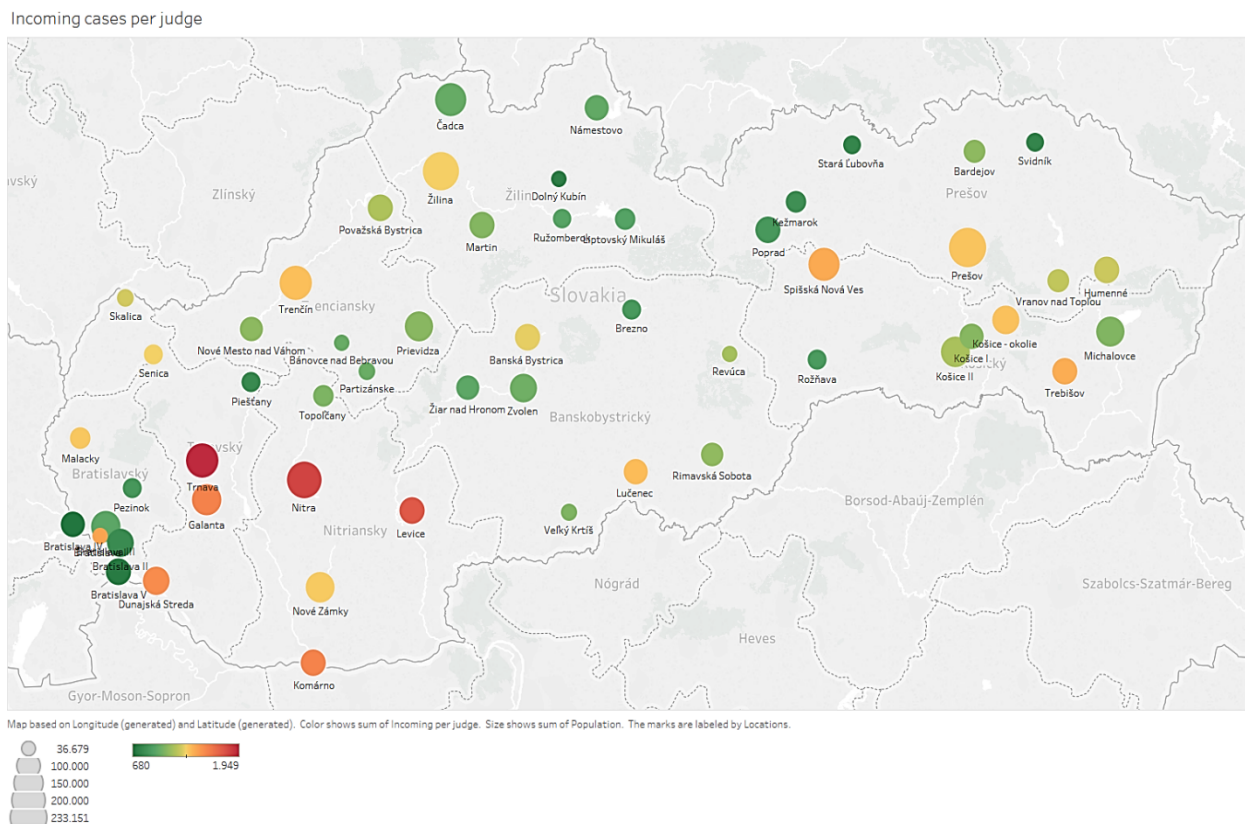 Incoming cases per judge
Čadca
Námestovo
Stará Ľubovňa
Bardejov
Svidník
avský
Zlínský
Žilina
Dolný Kubín
Prešov
Kežmarok
Považská Bystrica
Martin
Ružomberok
Liptovský Mikuláš
Poprad
Prešov
Spišská Nová Ves
Slovakia
Skalica
Trenčín
Vranov nad Topľou
Humenné
Brezno
Nové Mesto nad Váhom
Bánovce nad Bebravou
Prievidza
Banská Bystrica
Košice - okolie
Košice I
Michalovce
Senica
Revúca
Rožňava
Košice II
Partizánske
Piešťany
Topoľčany
Žiar nad Hronom
Zvolen
Trebišov
Banskobystrický
Malacky
Bratislavský
Trnava
Rimavská Sobota
Lučenec
Pezinok
Nitra
Borsod-Abaúj-Zemplén
Galanta
Levice
Nitriansky
Veľký Krtíš
Bratislava IV
Bratislava II
Bratislava V
Dunajská Streda
Nové Zámky
Nógrád
Szabolcs-Szatmár-Bereg
Heves
Komárno
Gyor-Moson-Sopron
Map based on Longitude (generated) and Latitude (generated). Color shows sum of Incoming per judge. Size shows sum of Population. The marks are labeled by Locations.
36.679
100.000
150.000
200.000
233.151
680 1.949